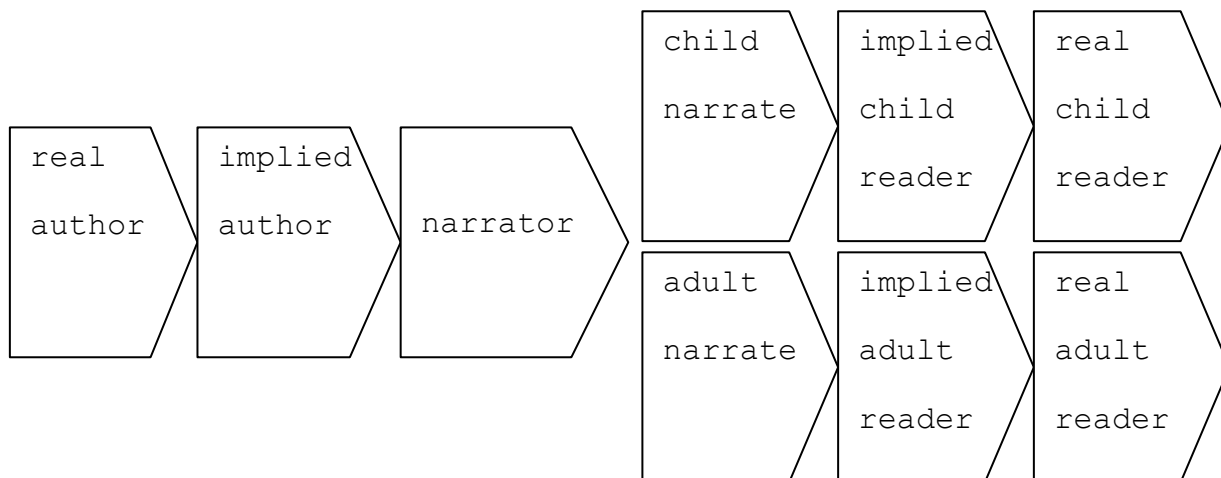 real
author
implied
author
narrator
child
narrate
implied
child
reader
real
child
reader
adult
narrate
implied
adult
reader
real
adult
reader